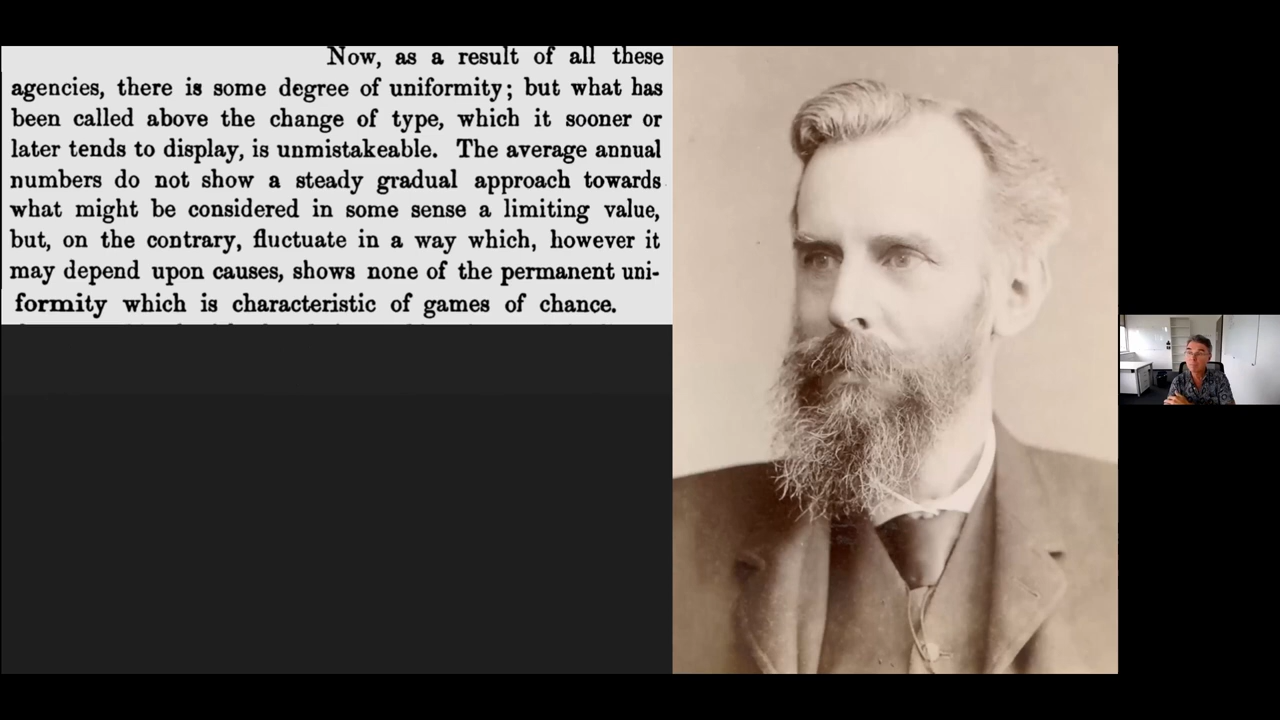 Now, as a result of all these
agencies, there is some degree of uniformity; but what has
been called above the change of type, which it sooner or
later tends to display, is unmistakeable. The average annual
numbers do not show a steady gradual approach towards
what might be considered in some sense a limiting value,
but, on the contrary, fluctuate in a way which, however it
may depend upon causes, shows none of the permanent uni-
formity which is characteristic of games of chance.